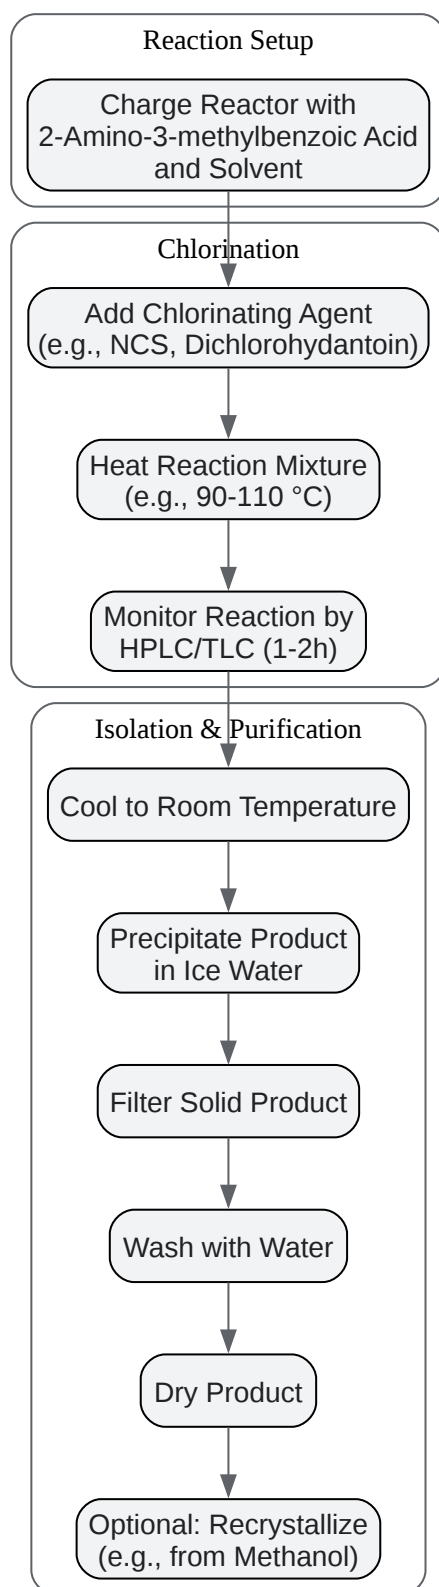 Reaction Setup
Charge Reactor with
2-Amino-3-methylbenzoic Acid
and Solvent
Chlorination
Add Chlorinating Agent
(e.g., NCS, Dichlorohydantoin)
Heat Reaction Mixture
(e.g., 90-110 °C)
Monitor Reaction by
HPLC/TLC (1-2h)
Isolation & Purification
Cool to Room Temperature
Precipitate Product
in Ice Water
Filter Solid Product
Wash with Water
Dry Product
Optional: Recrystallize
(e.g., from Methanol)